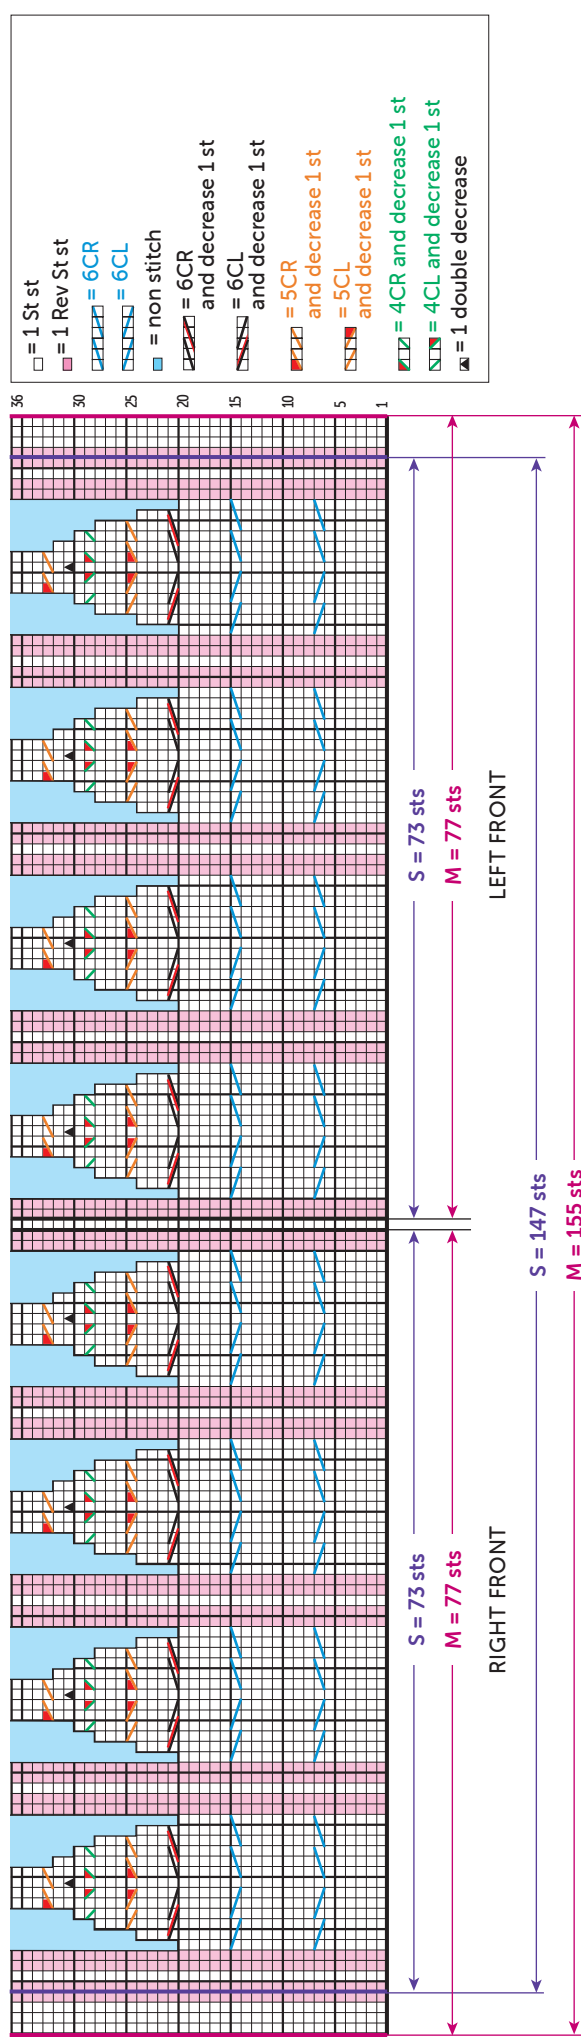 = 1 St st
= 1 Rev St st
= 6CR
= 6CL
= non stitch
= 6CR
and decrease 1 st
= 6CL
and decrease 1 st
= 5CR
and decrease 1 st
= 5CL
and decrease 1 st
= 4CR and decrease 1 st
= 4CL and decrease 1 st
= 1 double decrease
36
30
25
20
15
10
5
1
S = 73 sts
S = 73 sts
M = 77 sts
M = 77 sts
RIGHT FRONT
LEFT FRONT
S = 147 sts
M = 155 sts